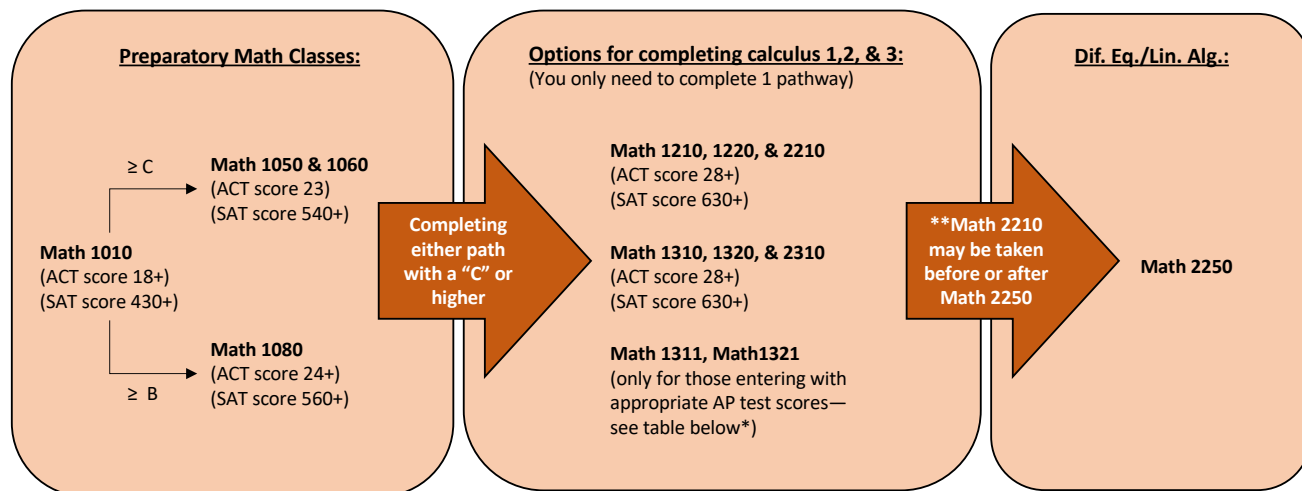 Preparatory Math Classes:
≥ C
Math 1050 & 1060
(ACT score 23)
(SAT score 540+)
Math 1010
(ACT score 18+)
(SAT score 430+)
Math 1080
(ACT score 24+)
(SAT score 560+)
≥ B
Completing
either path
with a “C” or
higher
Options for completing calculus 1,2, & 3:
(You only need to complete 1 pathway)
Math 1210, 1220, & 2210
(ACT score 28+)
(SAT score 630+)
Math 1310, 1320, & 2310
(ACT score 28+)
(SAT score 630+)
Math 1311, Math1321
(only for those entering with
appropriate AP test scores—
see table below*)
**Math 2210
may be taken
before or after
Math 2250
Dif. Eq./Lin. Alg.:
Math 2250